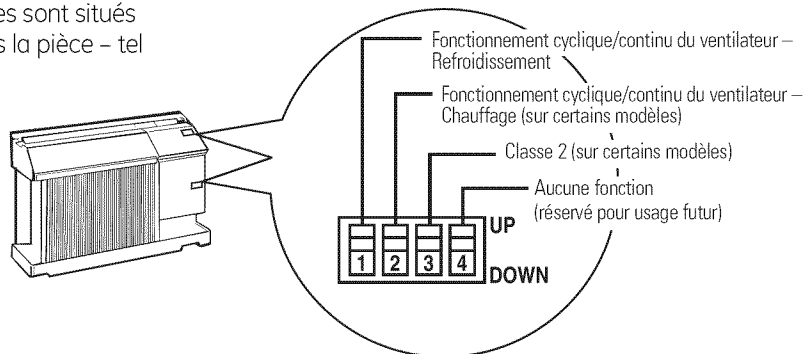 es sont situés
s la pièce – tel
Fonctionnement cyclique/continu du ventilateur –
Refroidissement
Fonctionnement cyclique/continu du ventilateur –
Chauffage (sur certains modèles)
Classe 2 (sur certains modèles)
Aucune fonction
(réservé pour usage futur)
UP
1 2 3 4
DOWN